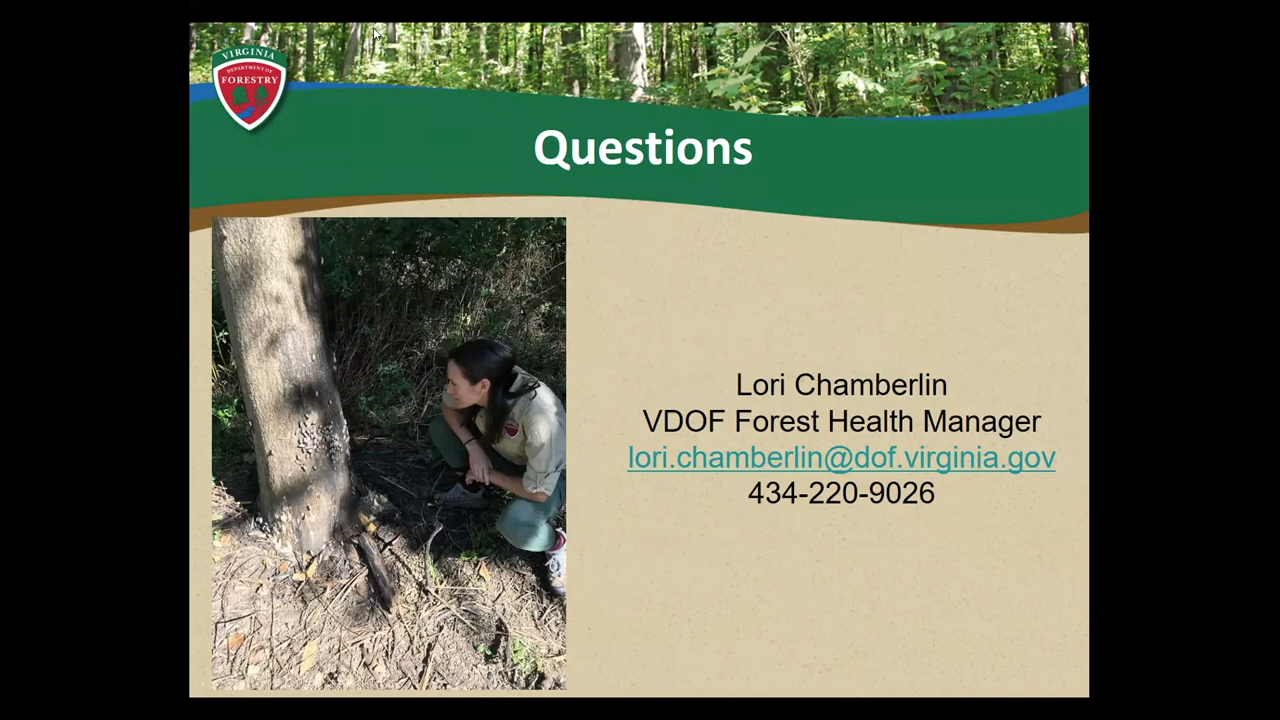 VIRGINIA
DEPARTMENT OF
FORESTRY
Questions
Lori Chamberlin
VDOF Forest Health Manager
lori.chamberlin@dof.virginia.gov
434-220-9026